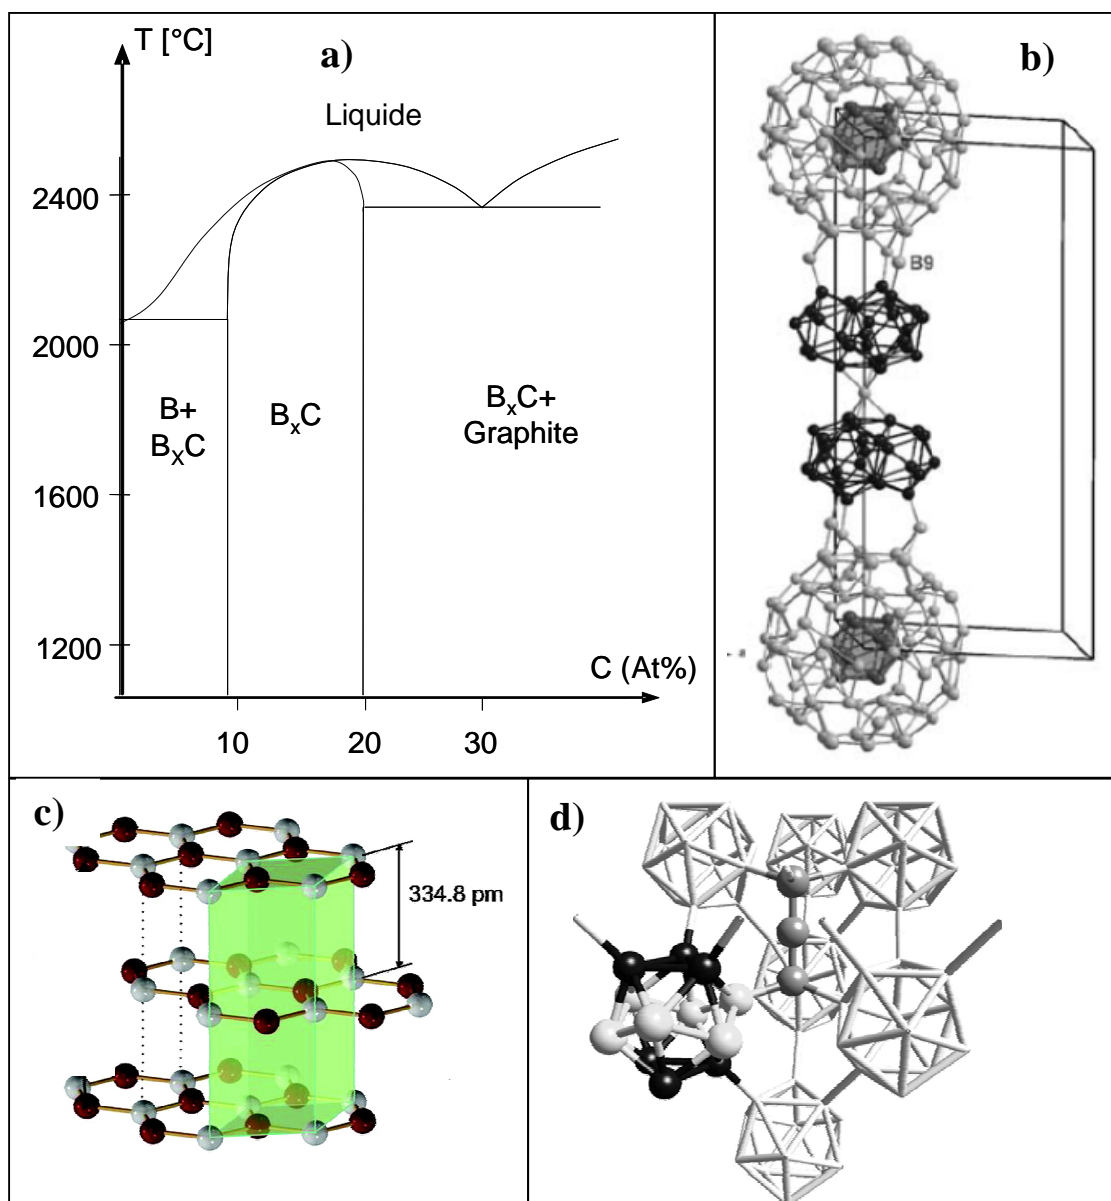 T [°C]
a)
Liquide
2400
2000
1600
1200
B+
BxC
BxC
BxC+
Graphite
C (At%)
10
20
30
b)
B9
c)
334.8 pm
d)